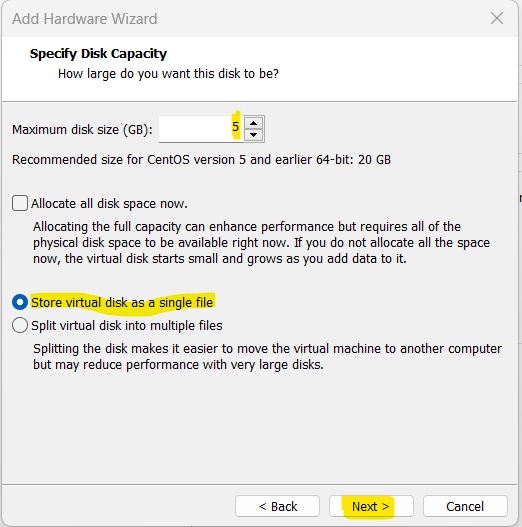 Add Hardware Wizard
Specify Disk Capacity
How large do you want this disk to be?
Maximum disk size (GB): 5
Recommended size for CentOS version 5 and earlier 64-bit: 20 GB
Allocate all disk space now.
Allocating the full capacity can enhance performance but requires all of the
physical disk space to be available right now. If you do not allocate all the space
now, the virtual disk starts small and grows as you add data to it.
Store virtual disk as a single file
Split virtual disk into multiple files
Splitting the disk makes it easier to move the virtual machine to another computer
but may reduce performance with very large disks.
< Back Next > Cancel